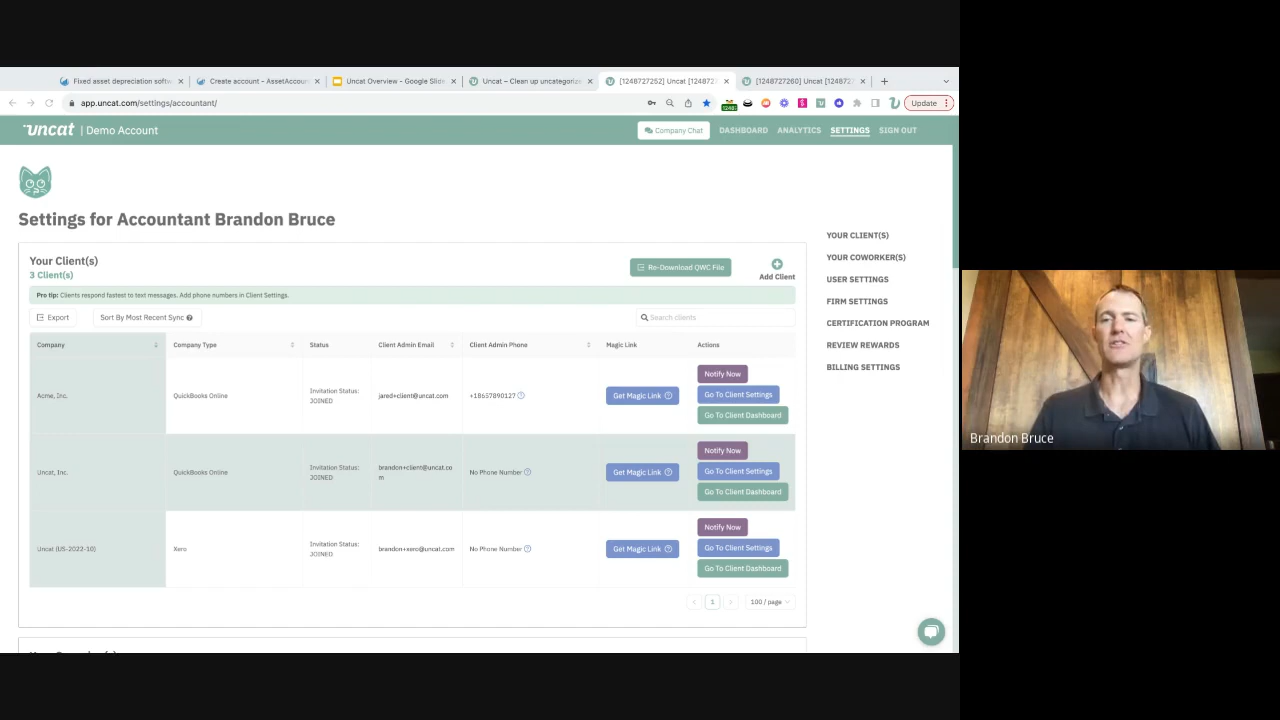 Fixed asset depreciation softw
Create account – AssetAccoun
Uncat Overview - Google Slide
Uncat – Clean up uncategoriz
[1248727252] Uncat [124872
[1248727260] Uncat [12487
app.uncat.com/settings/accountant/
Update
uncat | Demo Account
Company Chat
DASHBOARD
ANALYTICS
SETTINGS
SIGN OUT
Settings for Accountant Brandon Bruce
Your Client(s)
3 Client(s)
Re-Download QWC File
Add Client
Pro tip: Clients respond fastest to text messages. Add phone numbers in Client Settings.
Export
Sort By Most Recent Sync
Search clients
Company
Company Type
Status
Client Admin Email
Client Admin Phone
Magic Link
Actions
Acme, Inc.
QuickBooks Online
Invitation Status:
JOINED
jared+client@uncat.com
+18657890127
Get Magic Link
Notify Now
Go To Client Settings
Go To Client Dashboard
Uncat, Inc.
QuickBooks Online
Invitation Status:
JOINED
brandon+client@uncat.co
m
No Phone Number
Get Magic Link
Notify Now
Go To Client Settings
Go To Client Dashboard
Uncat (US-2022-10)
Xero
Invitation Status:
JOINED
brandon+xero@uncat.com
No Phone Number
Get Magic Link
Notify Now
Go To Client Settings
Go To Client Dashboard
1
100 / page
YOUR CLIENT(S)
YOUR COWORKER(S)
USER SETTINGS
FIRM SETTINGS
CERTIFICATION PROGRAM
REVIEW REWARDS
BILLING SETTINGS
Brandon Bruce